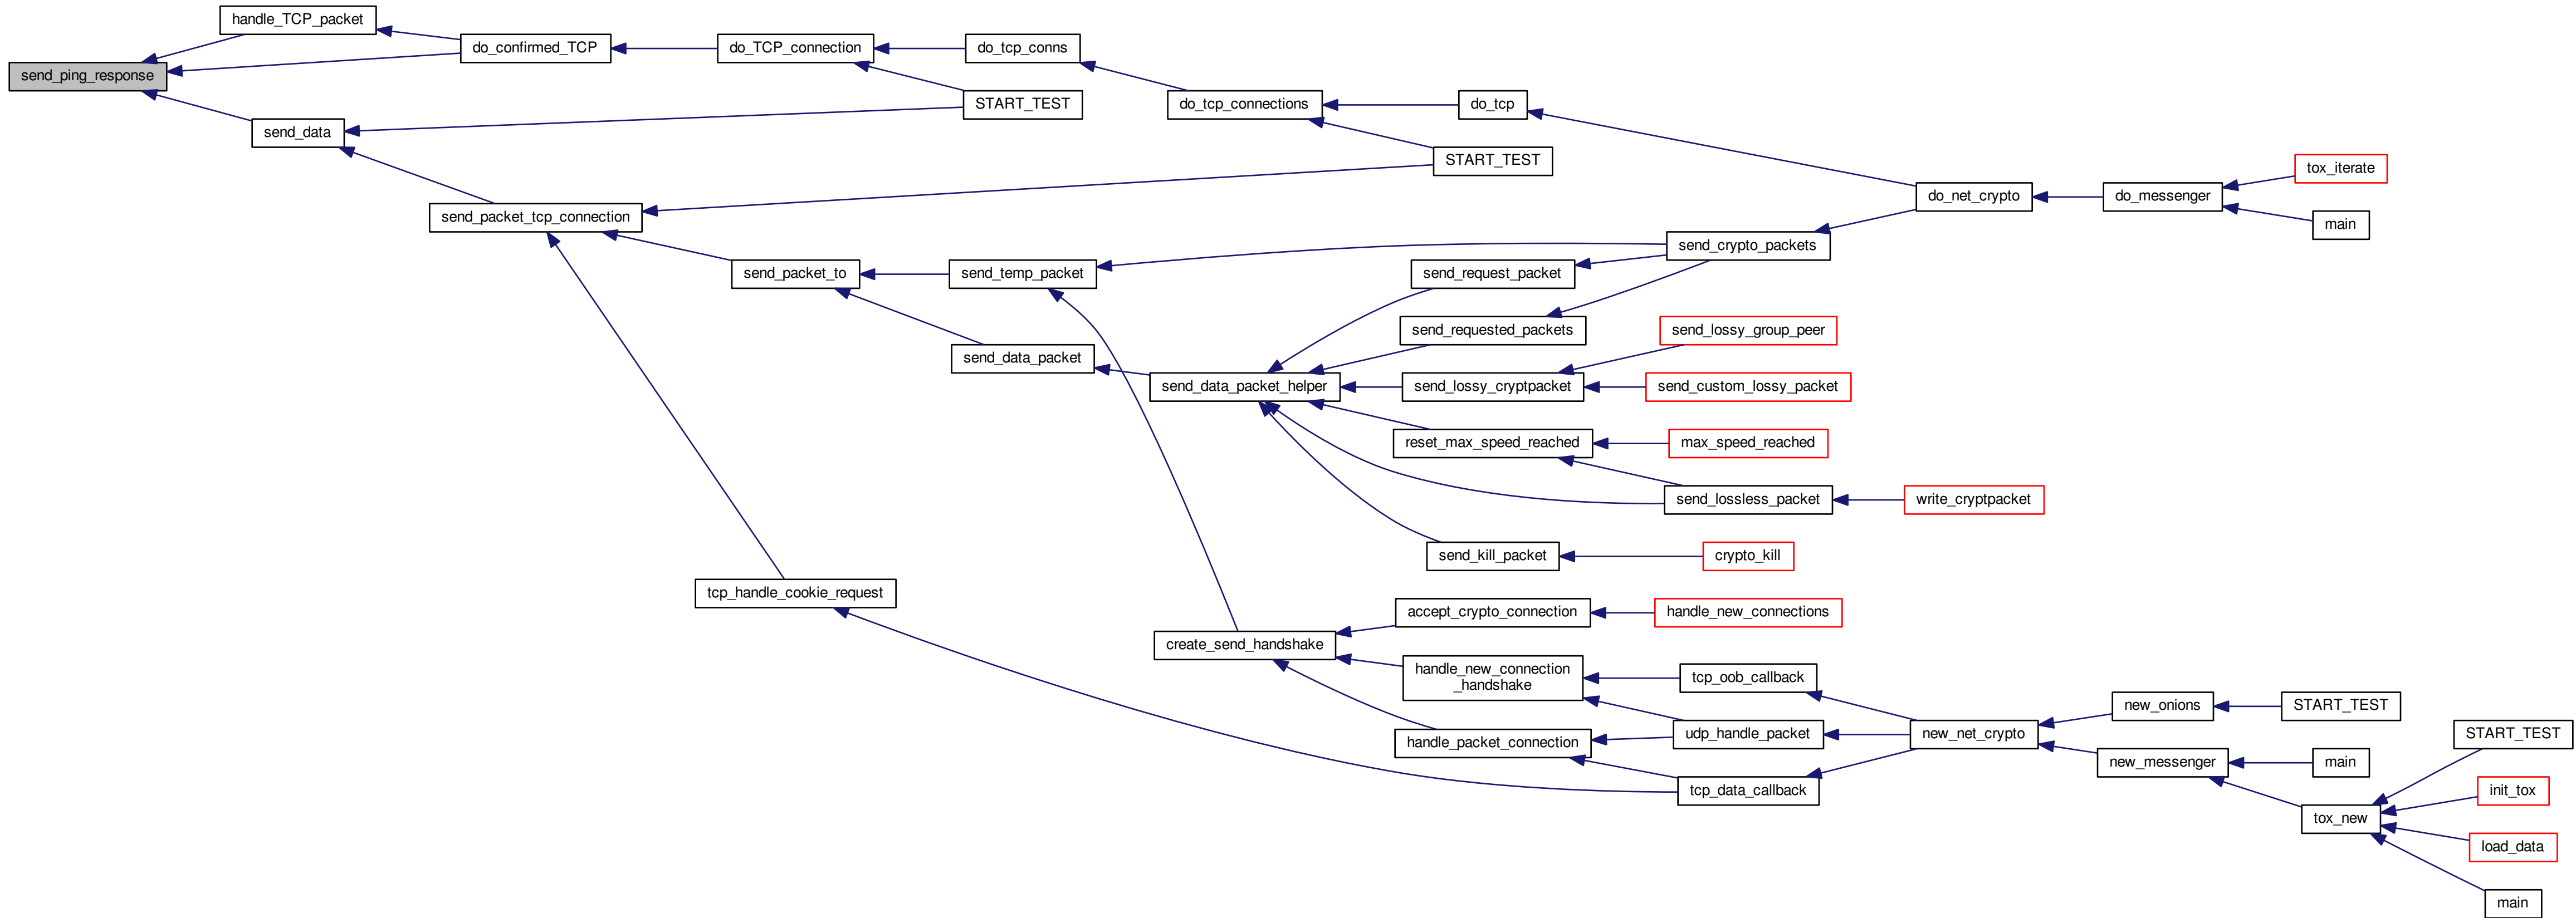 handle_TCP_packet
do_confirmed_TCP
do_TCP_connection
do_tcp_conns
send_ping_response
START_TEST
do_tcp_connections
do_tcp
send_data
START_TEST
tox_iterate
do_net_crypto
do_messenger
send_packet_tcp_connection
main
send_crypto_packets
send_packet_to
send_temp_packet
send_request_packet
send_requested_packets
send_lossy_group_peer
send_data_packet
send_data_packet_helper
send_lossy_cryptpacket
send_custom_lossy_packet
reset_max_speed_reached
max_speed_reached
send_lossless_packet
write_cryptpacket
send_kill_packet
crypto_kill
tcp_handle_cookie_request
accept_crypto_connection
handle_new_connections
create_send_handshake
handle_new_connection
_handshake
tcp_oob_callback
new_onions
START_TEST
udp_handle_packet
new_net_crypto
START_TEST
handle_packet_connection
new_messenger
main
tcp_data_callback
init_tox
tox_new
load_data
main